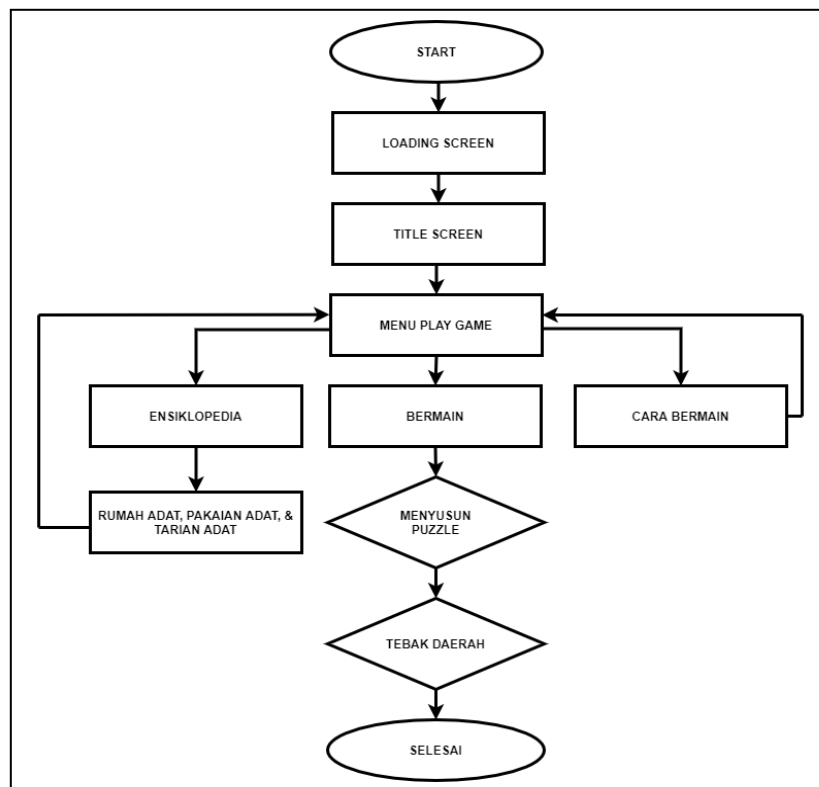 START
LOADING SCREEN
TITLE SCREEN
MENU PLAY GAME
ENSIKLOPEDIA
BERMAIN
CARA BERMAIN
RUMAH ADAT, PAKAIAN ADAT, &
TARIAN ADAT
MENYUSUN
PUZZLE
TEBAK DAERAH
SELESAI